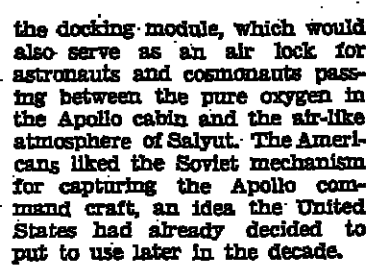 the docking module, which would
also serve as an air lock for
astronauts and cosmonauts pass-
ing between the pure oxygen in
the Apollo cabin and the air-like
atmosphere of Salyut. The Ameri-
cans liked the Soviet mechanism
for capturing the Apollo com-
mand craft, an idea the United
States had already decided to
put to use later in the decade.